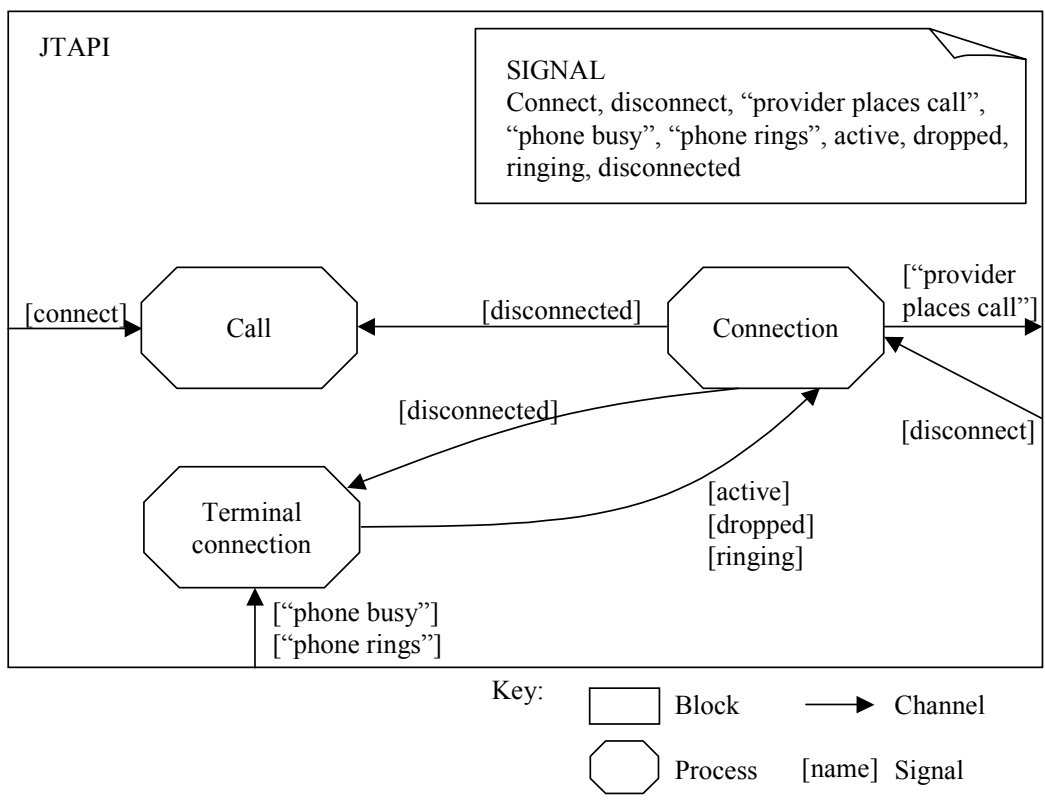 JTAPI
SIGNAL
Connect, disconnect, “provider places call”,
“phone busy”, “phone rings”, active, dropped,
ringing, disconnected
[connect]
Call
[disconnected]
Connection
[“provider
places call”]
[disconnect]
[disconnected]
Terminal
connection
[active]
[dropped]
[ringing]
[“phone busy”]
[“phone rings”]
Key:
Block
Channel
Process
[name] Signal